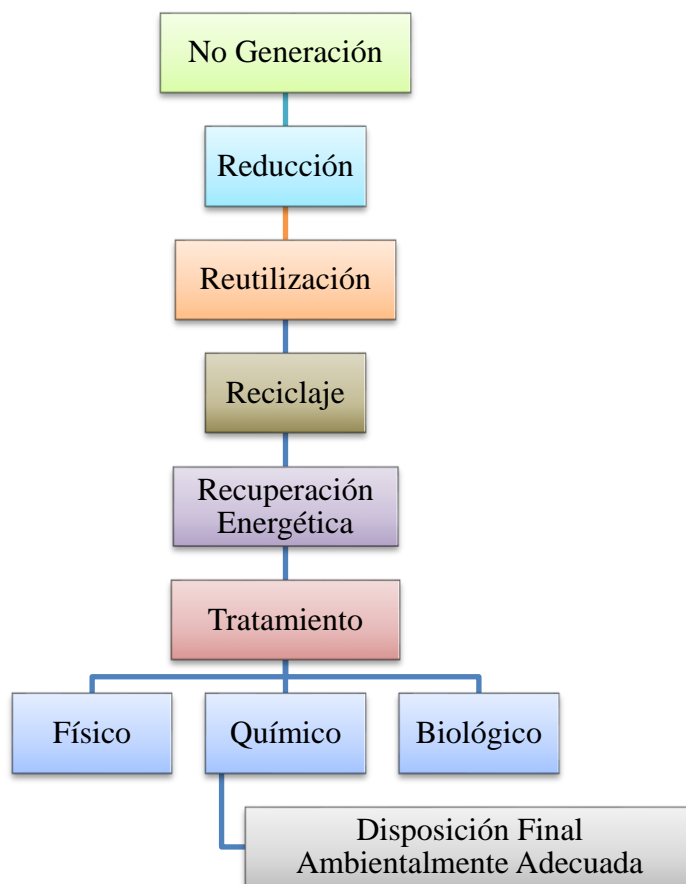 No Generación
Reducción
Reutilización
Reciclaje
Recuperación
Energética
Tratamiento
Físico
Químico
Biológico
Disposición Final
Ambientalmente Adecuada